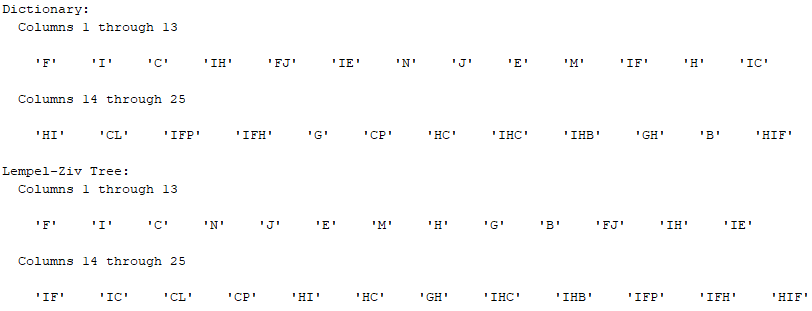 Dictionary:
Columns 1 through 13
'F' 'I' 'C' 'IH' 'FJ' 'IE' 'N' 'J' 'E' 'M' 'IF' 'H' 'IC'
Columns 14 through 25
'HI' 'CL' 'IFP' 'IFH' 'G' 'CP' 'HC' 'IHC' 'IHB' 'GH' 'B' 'HIF'
Lempel-Ziv Tree:
Columns 1 through 13
'F' 'I' 'C' 'N' 'J' 'E' 'M' 'H' 'G' 'B' 'FJ' 'IH' 'IE'
Columns 14 through 25
'IF' 'IC' 'CL' 'CP' 'HI' 'HC' 'GH' 'IHC' 'IHB' 'IFP' 'IFH' 'HIF'